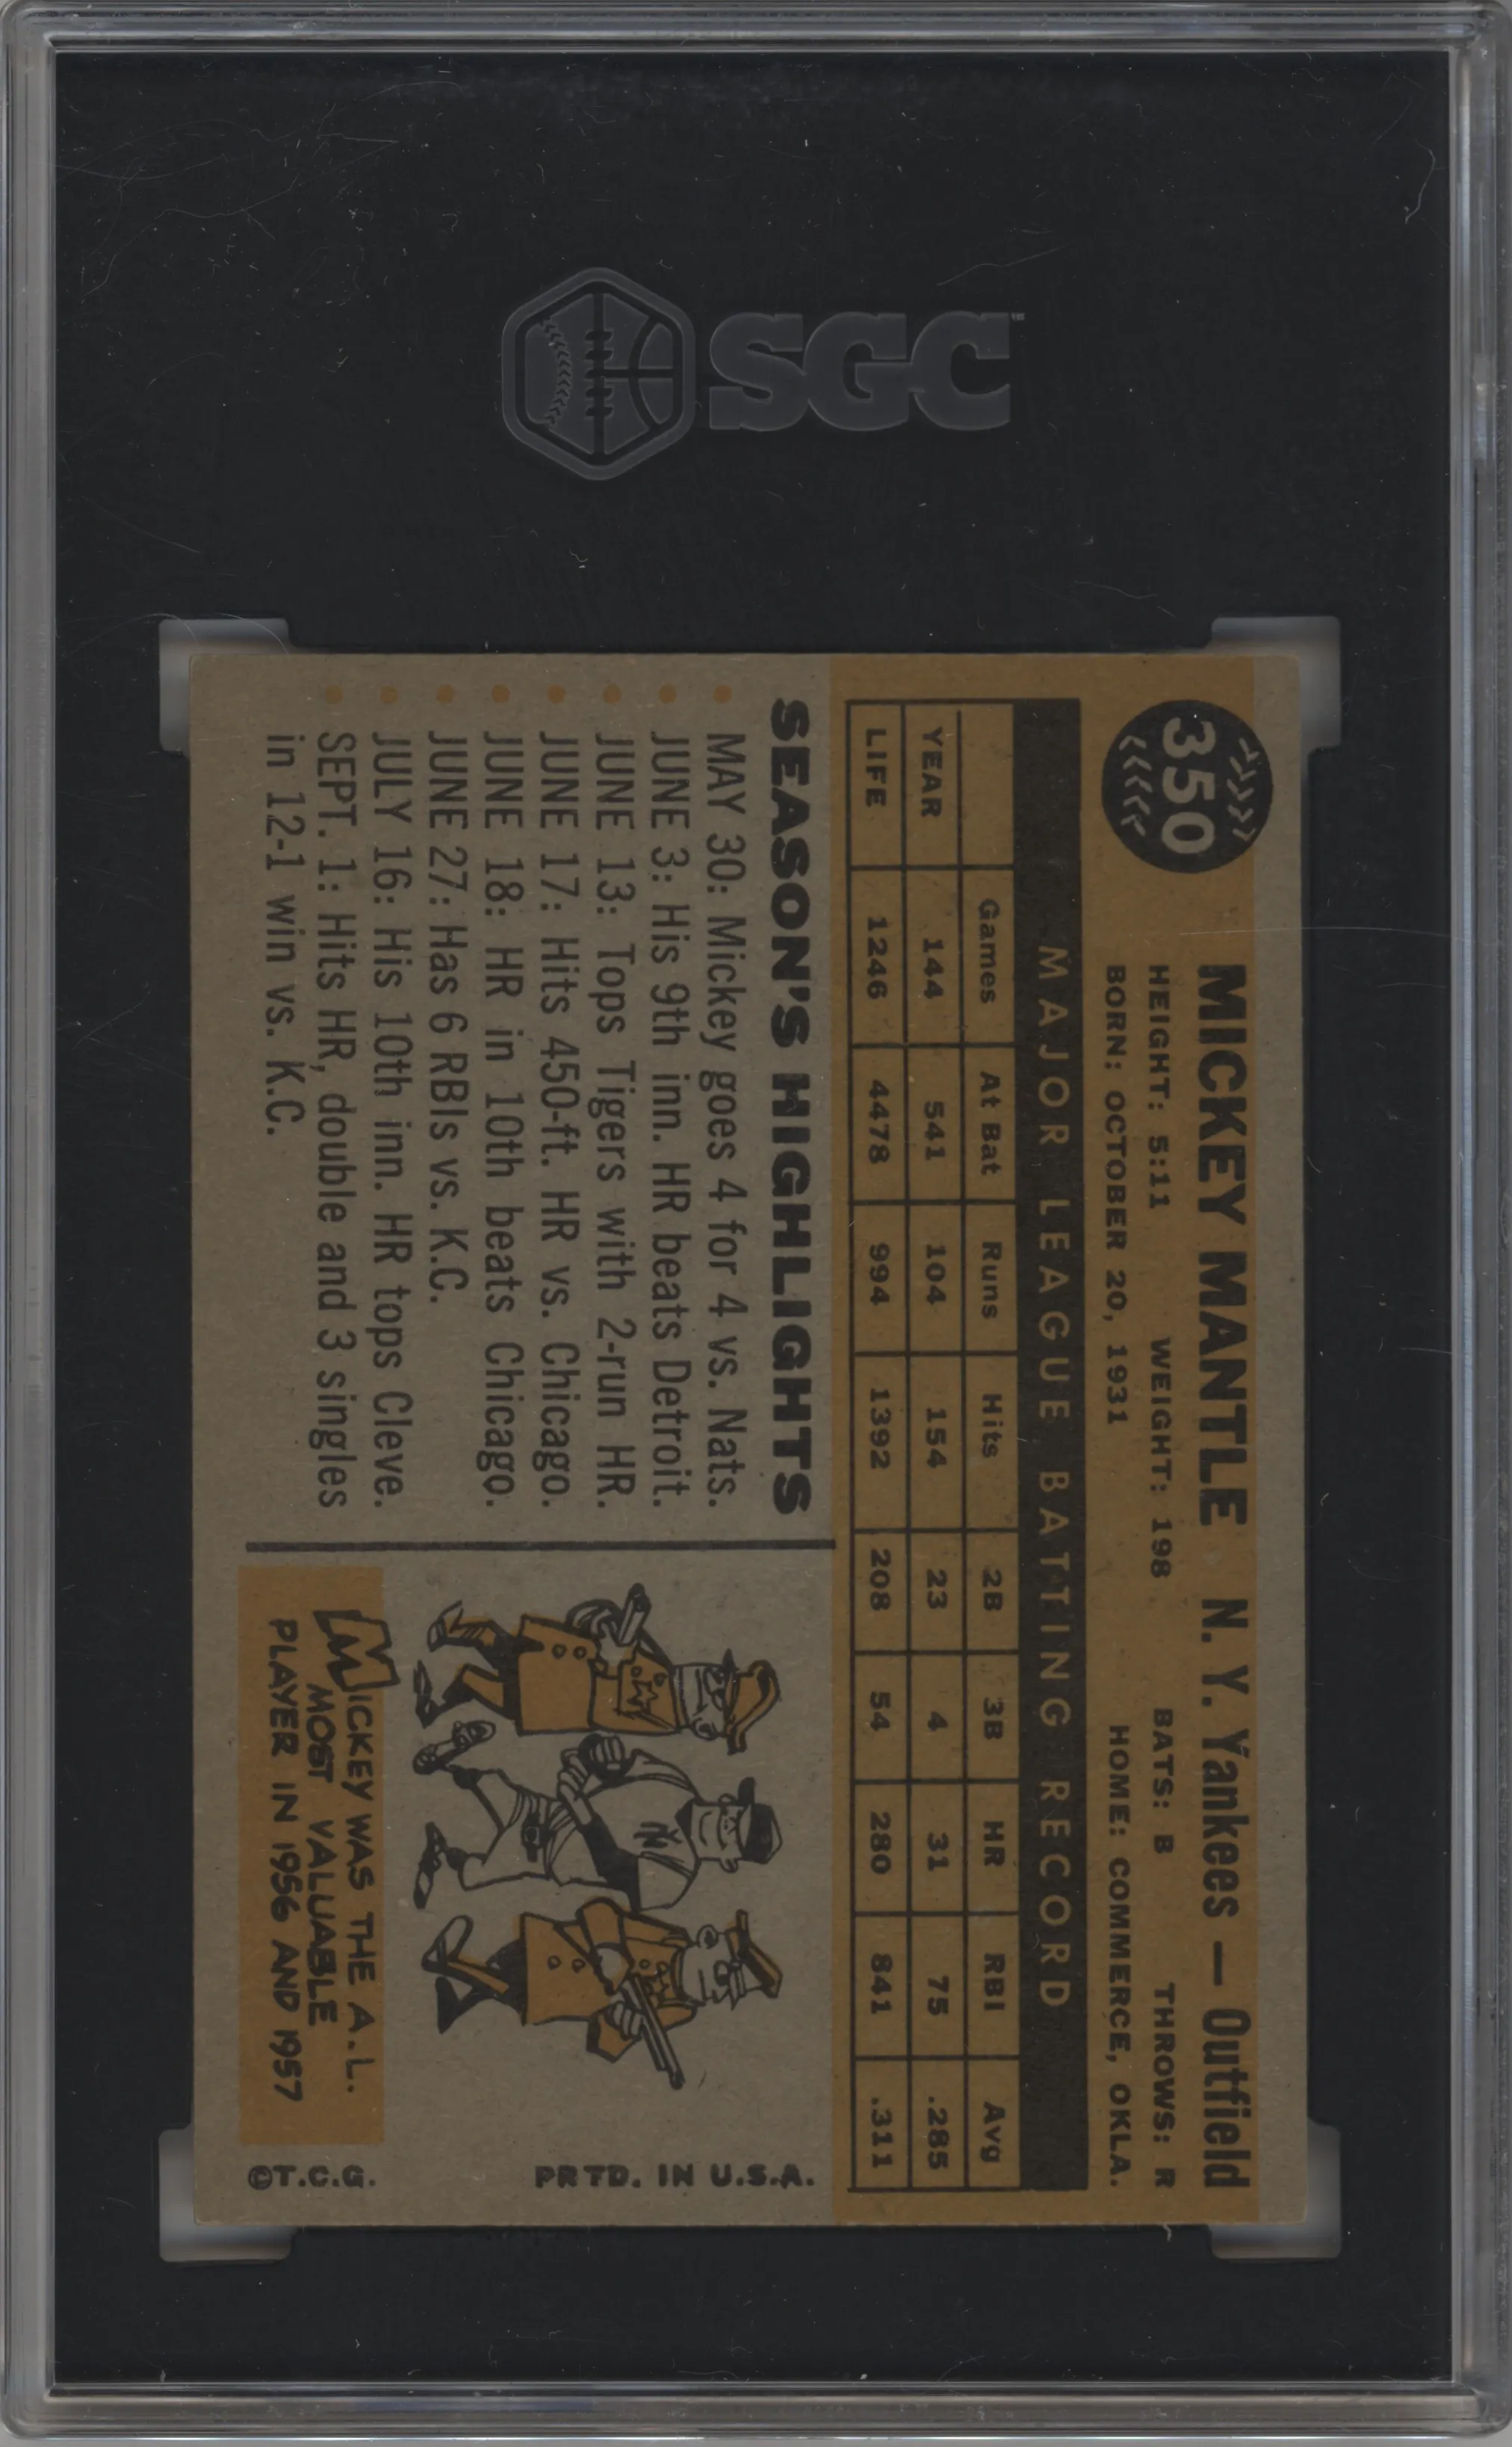 SGC
350
MICKEY MANTLE N. Y. Yankees — Outfield
HEIGHT: 5:11 WEIGHT: 198 BATS: B THROWS: R
BORN: OCTOBER 20, 1931 HOME: COMMERCE, OKLA.
MAJOR LEAGUE BATTING RECORD
Games At Bat Runs Hits 2B 3B HR RBI Avg
YEAR 144 541 104 154 23 4 31 75 .285
LIFE 1246 4478 994 1392 208 54 280 841 .311
SEASON'S HIGHLIGHTS
• MAY 30: Mickey goes 4 for 4 vs. Nats.
• JUNE 3: His 9th inn. HR beats Detroit.
• JUNE 13: Tops Tigers with 2-run HR.
• JUNE 17: Hits 450-ft. HR vs. Chicago.
• JUNE 18: HR in 10th beats Chicago.
• JUNE 27: Has 6 RBIs vs. K.C.
• JULY 16: His 10th inn. HR tops Cleve.
• SEPT. 1: Hits HR, double and 3 singles
in 12-1 win vs. K.C.
NY
MICKEY WAS THE A.L.
MOST VALUABLE
PLAYER IN 1956 AND 1957
©T.C.G. PRTD. IN U.S.A.